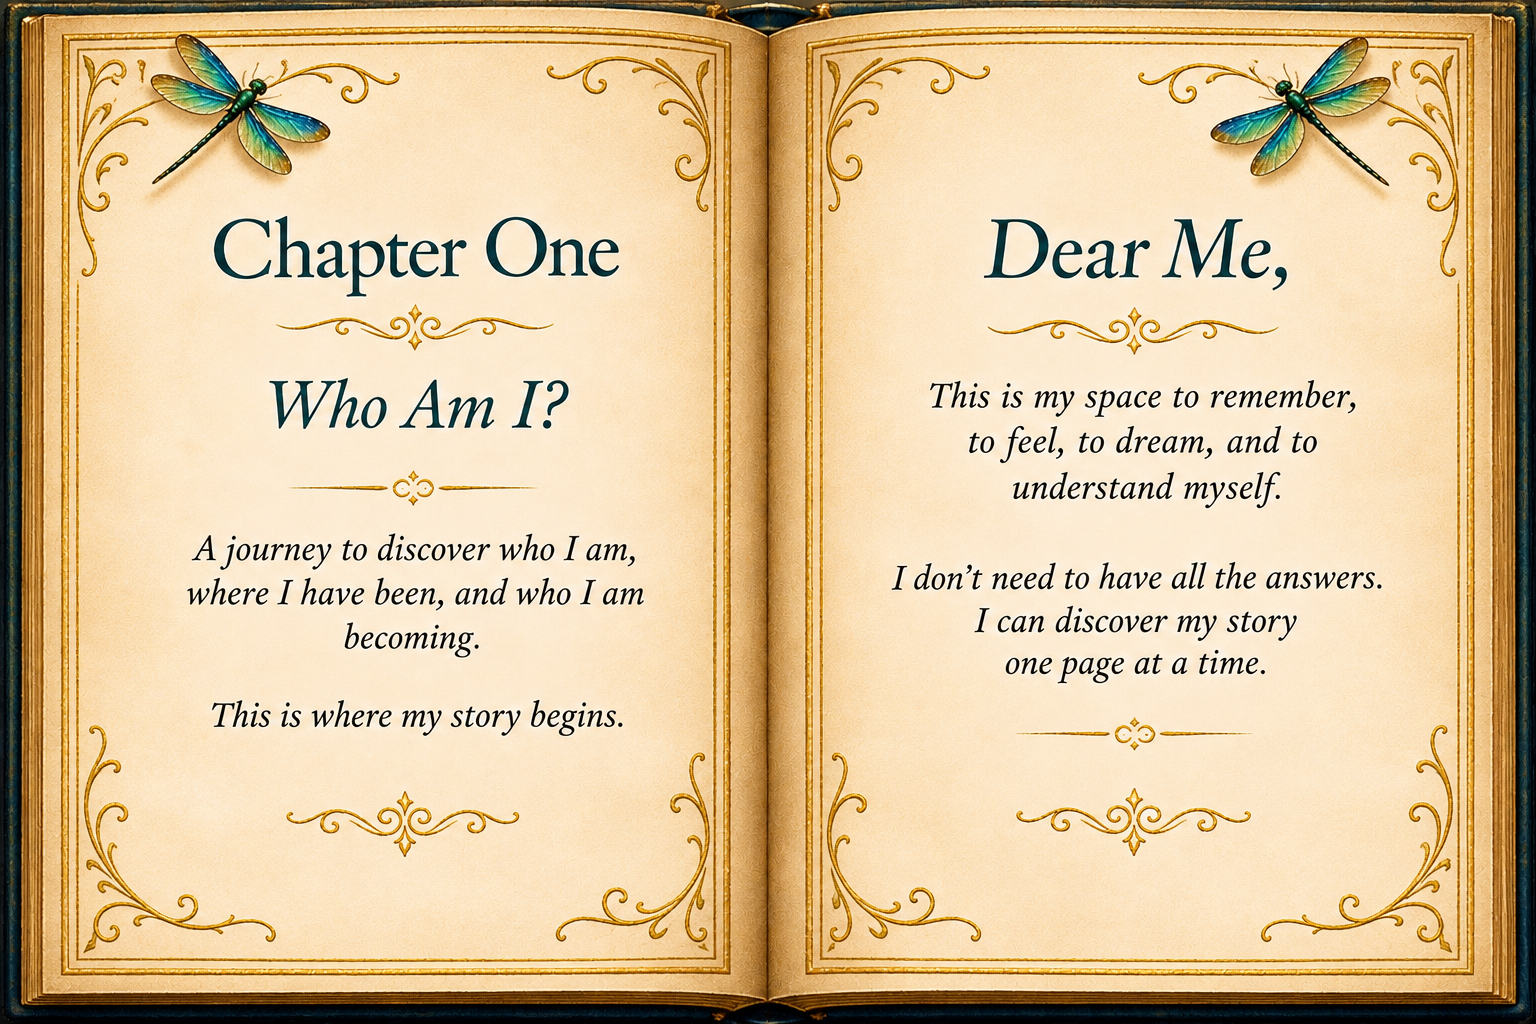 Chapter One
Who Am I?
A journey to discover who I am,
where I have been, and who I am
becoming.
This is where my story begins.
Dear Me,
This is my space to remember,
to feel, to dream, and to
understand myself.
I don’t need to have all the answers.
I can discover my story
one page at a time.